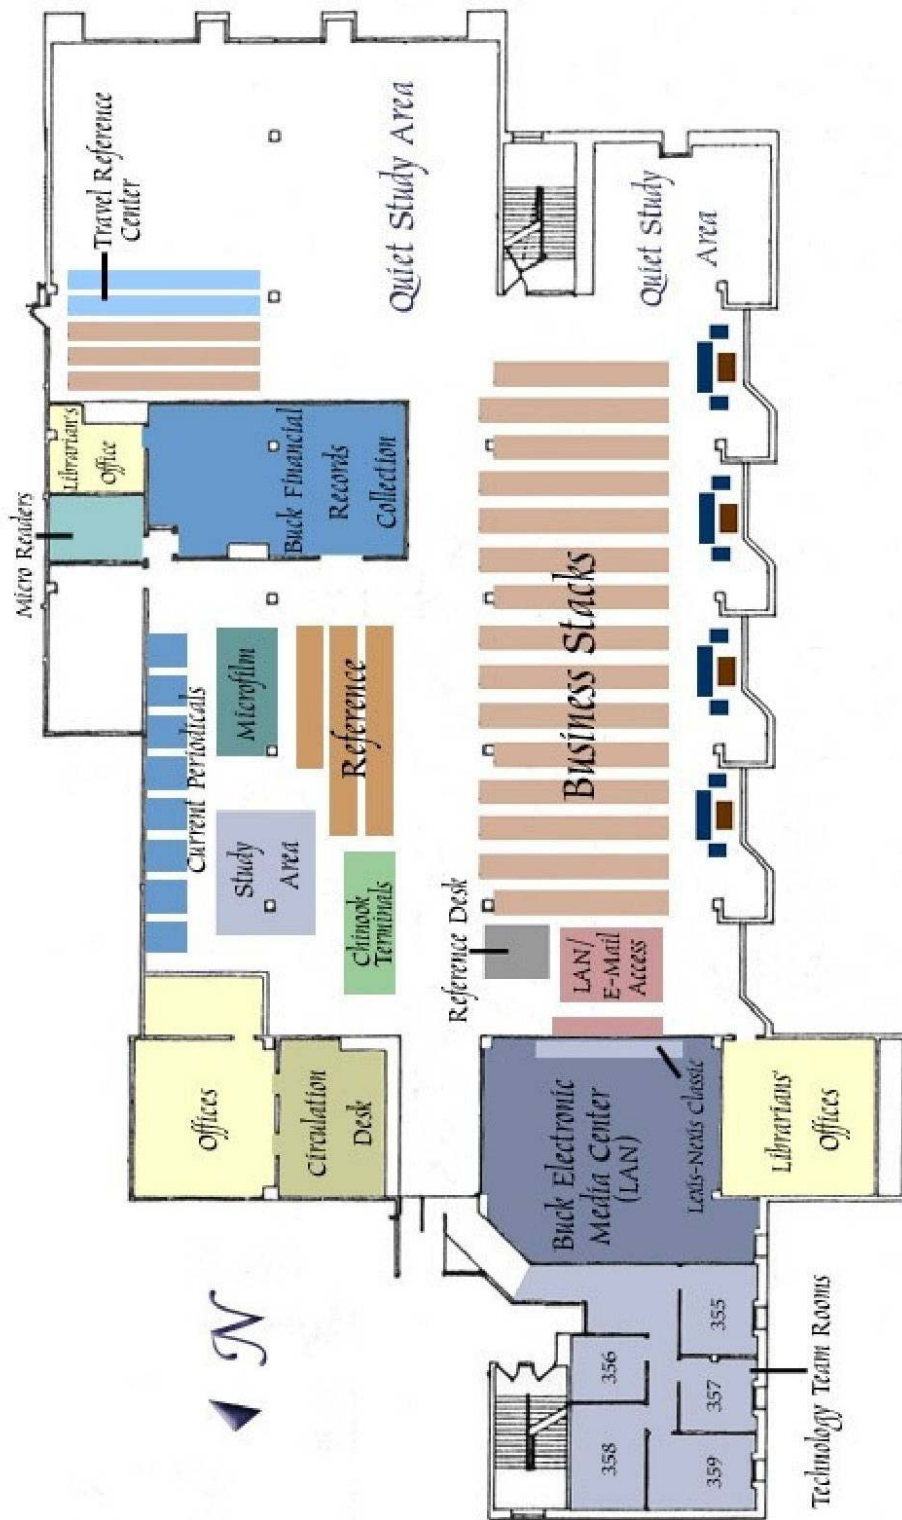 Travel Reference
Center
Quiet Study Area
Quiet Study
Area
Librarian's
Office
Micro Readers
Buck Financial
Records
Collection
Current Periodicals
Microfilm
Reference
Business Stacks
Study
Area
Chinook
Terminals
Reference Desk
LAN/
E-Mail
Access
Offices
Circulation
Desk
Buck Electronic
Media Center
(LAN)
Lexis-Nexis Classic
Librarians'
Offices
N
355
356
357
358
359
Technology Team Rooms